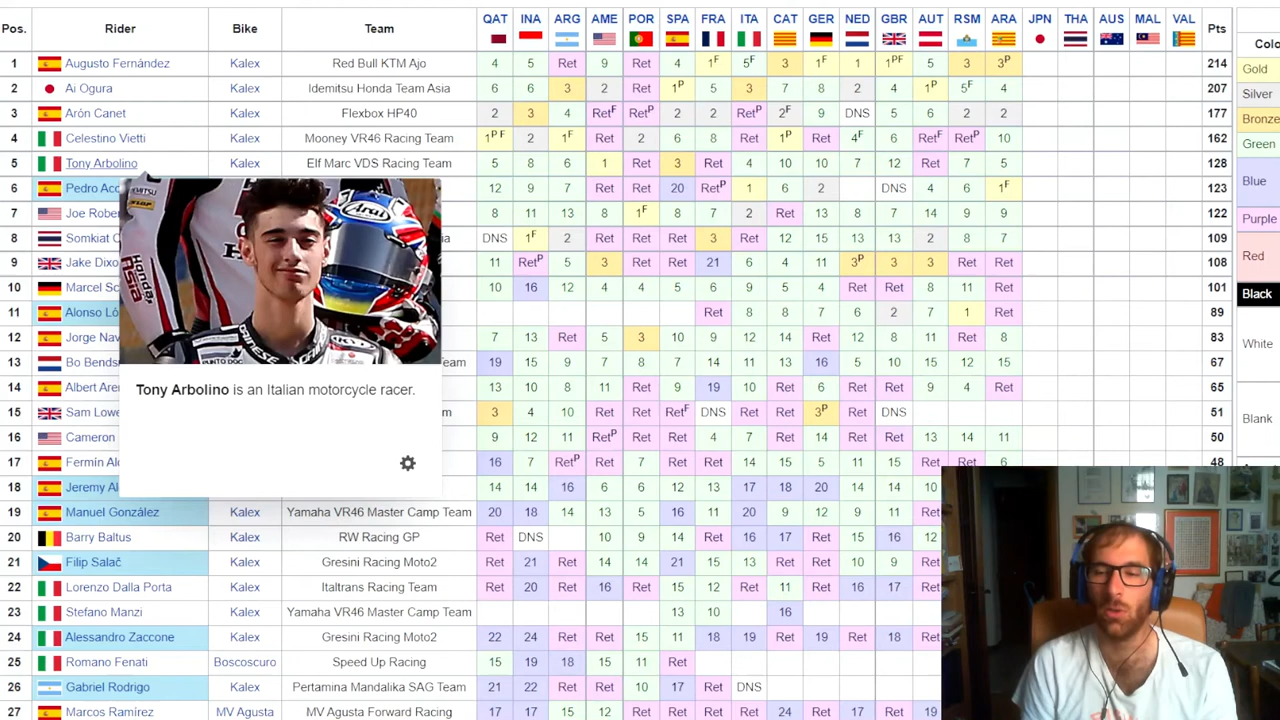 Pos. Rider Bike Team QAT INA ARG AME POR SPA FRA ITA CAT GER NED GBR AUT RSM ARA JPN THA AUS MAL VAL Pts
Colo
1 Augusto Fernández Kalex Red Bull KTM Ajo 4 5 Ret 9 Ret 4 1F 5F 3 1F 1 1PF 5 3 3P 214
Gold
2 Ai Ogura Kalex Idemitsu Honda Team Asia 6 6 3 2 Ret 1P 5 3 7 8 2 4 1P 5F 4 207
Silver
3 Arón Canet Kalex Flexbox HP40 2 3 4 RetF RetP 2 2 RetP 2F 9 DNS 5 6 2 2 177
Bronze
4 Celestino Vietti Kalex Mooney VR46 Racing Team 1P F 2 1F Ret 2 6 8 Ret 1P Ret 4F Ret RetF RetP 10 162
Green
5 Tony Arbolino Kalex Elf Marc VDS Racing Team 5 8 6 1 Ret 3 Ret 4 10 10 7 12 Ret 7 5 128
6 Pedro 12 9 7 Ret Ret 20 RetP 1 6 2 DNS 4 6 1F 123
Blue
7 Joe 8 11 13 8 1F 8 7 2 Ret 13 8 7 14 9 9 122
Purple
8 Somkiat DNS 1F 2 Ret Ret Ret 3 Ret 12 15 13 13 2 8 7 109
9 Jake 11 RetP 5 3 Ret Ret 21 6 4 11 3P 3 3 Ret Ret 108
Red
10 Marcel 10 16 12 4 4 5 6 9 5 4 Ret Ret 8 11 Ret 101
Black
11 Alonso Ret 8 8 7 6 2 7 1 Ret 89
12 Jorge 7 13 Ret 5 3 10 9 12 14 Ret 12 8 11 Ret 8 83
White
13 Bo Team 19 15 9 7 8 7 14 11 13 16 5 10 15 12 15 67
14 Albert 13 10 8 11 Ret 9 19 10 Ret 6 Ret Ret 9 4 Ret 65
15 Sam 3 4 10 Ret Ret RetF DNS Ret Ret 3P Ret DNS 51
Blank
16 Cameron 9 12 11 RetP Ret Ret 4 7 Ret 14 Ret Ret 13 14 11 50
17 Fermín 16 7 RetP Ret 7 Ret Ret 14 15 5 11 15 Ret Ret 6 48
18 Jeremy 14 14 16 6 6 12 13 17 18 20 14 14 10
19 Manuel González Kalex Yamaha VR46 Master Camp Team 20 18 14 13 5 16 11 20 9 12 9 11
20 Barry Baltus Kalex RW Racing GP Ret DNS 10 9 14 Ret 16 17 Ret 15 16 12
21 Filip Salač Kalex Gresini Racing Moto2 Ret 21 Ret 14 14 21 15 13 Ret Ret 10 9
22 Lorenzo Dalla Porta Kalex Italtrans Racing Team Ret 20 Ret 16 Ret 15 12 Ret 11 Ret 16 17
23 Stefano Manzi Kalex Yamaha VR46 Master Camp Team 13 10 16
24 Alessandro Zaccone Kalex Gresini Racing Moto2 22 24 Ret Ret 15 11 18 19 Ret 19 Ret 18 Ret
25 Romano Fenati Boscoscuro Speed Up Racing 15 19 18 15 11 Ret
26 Gabriel Rodrigo Kalex Pertamina Mandalika SAG Team 21 22 Ret Ret 10 17 Ret DNS
27 Marcos Ramírez MV Agusta MV Agusta Forward Racing 17 17 15 12 Ret Ret Ret Ret 24 Ret 17 Ret 19
Tony Arbolino is an Italian motorcycle racer.